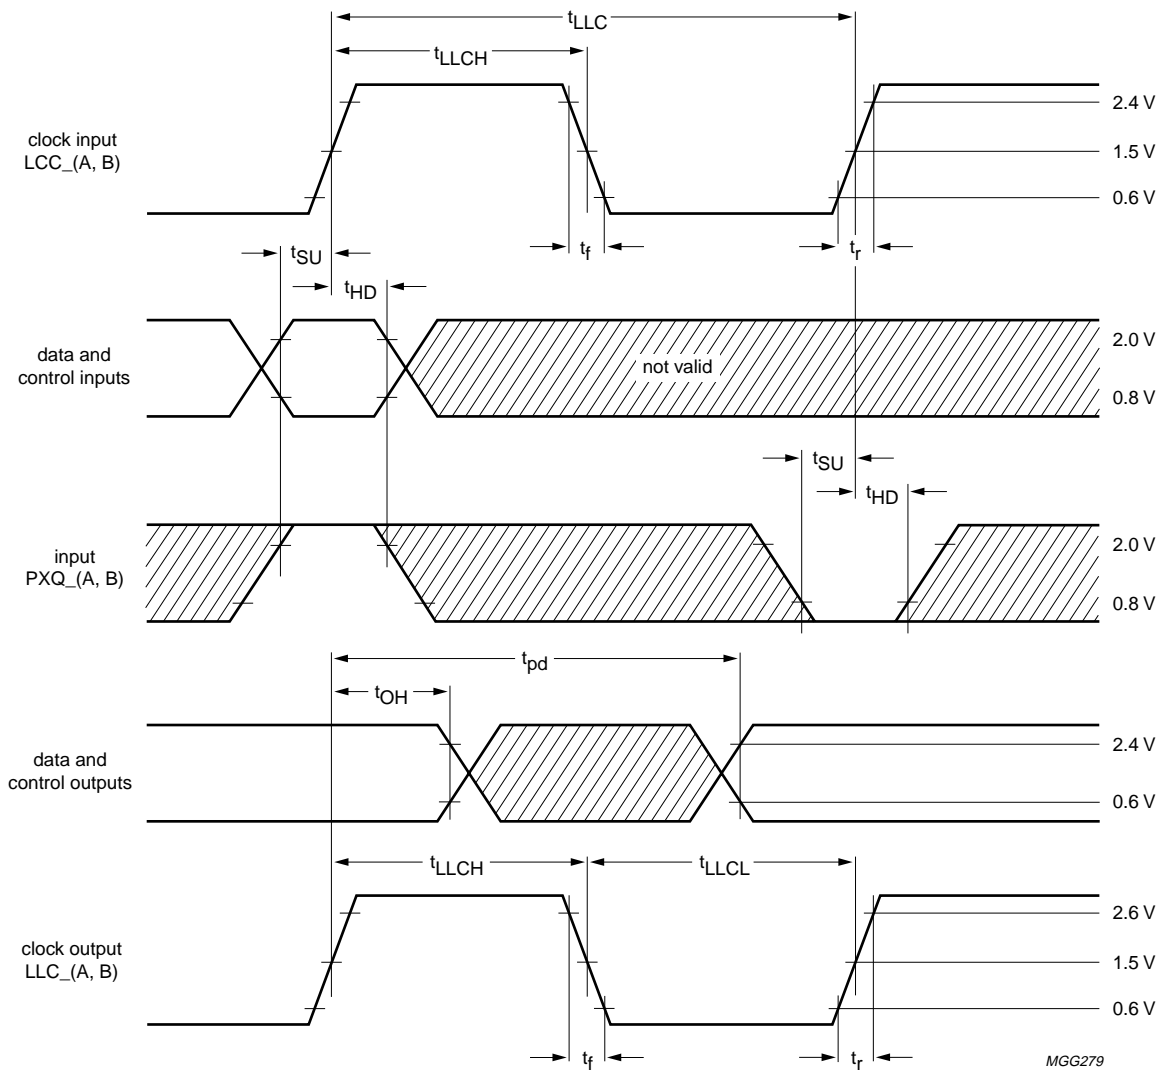 tLLC
tLLCH
2.4 V
clock input
LCC_(A, B)
1.5 V
0.6 V
tf
tr
tSU
tHD
data and
control inputs
not valid
2.0 V
0.8 V
tSU
tHD
input
PXQ_(A, B)
2.0 V
0.8 V
tpd
tOH
data and
control outputs
2.4 V
0.6 V
tLLCH
tLLCL
clock output
LLC_(A, B)
2.6 V
1.5 V
0.6 V
tf
tr
MGG279